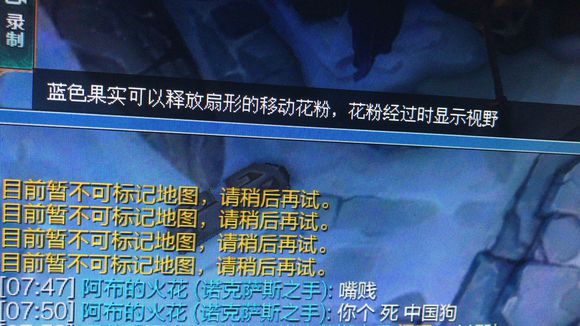 录制
蓝色果实可以释放扇形的移动花粉，花粉经过时显示视野
目前暂不可标记地图，请稍后再试。
目前暂不可标记地图，请稍后再试。
目前暂不可标记地图，请稍后再试。
目前暂不可标记地图，请稍后再试。
[07:47] 阿布的火花 (诺克萨斯之手): 嘴贱
[07:50] 阿布的火花 (诺克萨斯之手): 你个 死 中国狗